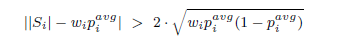 ||S_i| − w_i p_i^{avg}| > 2 · √(w_i p_i^{avg}(1 − p_i^{avg}))